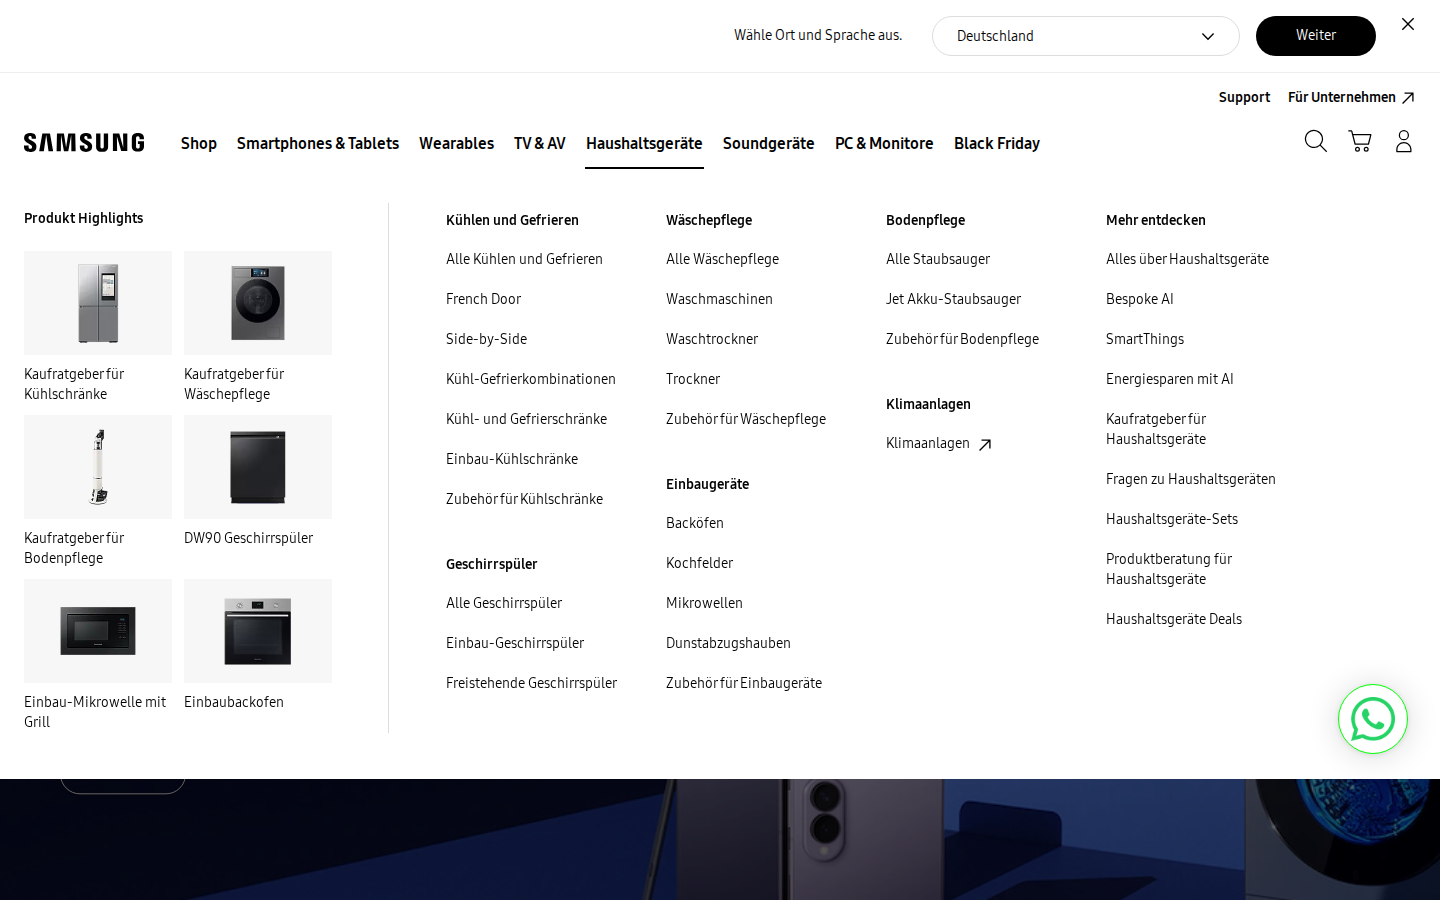 Wähle Ort und Sprache aus.
Deutschland
Weiter
Support
Für Unternehmen
SAMSUNG
Shop
Smartphones & Tablets
Wearables
TV & AV
Haushaltsgeräte
Soundgeräte
PC & Monitore
Black Friday
Produkt Highlights
Kaufratgeber für
Kühlschränke
Kaufratgeber für
Wäschepflege
Kaufratgeber für
Bodenpflege
DW90 Geschirrspüler
Einbau-Mikrowelle mit
Grill
Einbaubackofen
Kühlen und Gefrieren
Alle Kühlen und Gefrieren
French Door
Side-by-Side
Kühl-Gefrierkombinationen
Kühl- und Gefrierschränke
Einbau-Kühlschränke
Zubehör für Kühlschränke
Geschirrspüler
Alle Geschirrspüler
Einbau-Geschirrspüler
Freistehende Geschirrspüler
Wäschepflege
Alle Wäschepflege
Waschmaschinen
Waschtrockner
Trockner
Zubehör für Wäschepflege
Einbaugeräte
Backöfen
Kochfelder
Mikrowellen
Dunstabzugshauben
Zubehör für Einbaugeräte
Bodenpflege
Alle Staubsauger
Jet Akku-Staubsauger
Zubehör für Bodenpflege
Klimaanlagen
Klimaanlagen
Mehr entdecken
Alles über Haushaltsgeräte
Bespoke AI
SmartThings
Energiesparen mit AI
Kaufratgeber für
Haushaltsgeräte
Fragen zu Haushaltsgeräten
Haushaltsgeräte-Sets
Produktberatung für
Haushaltsgeräte
Haushaltsgeräte Deals